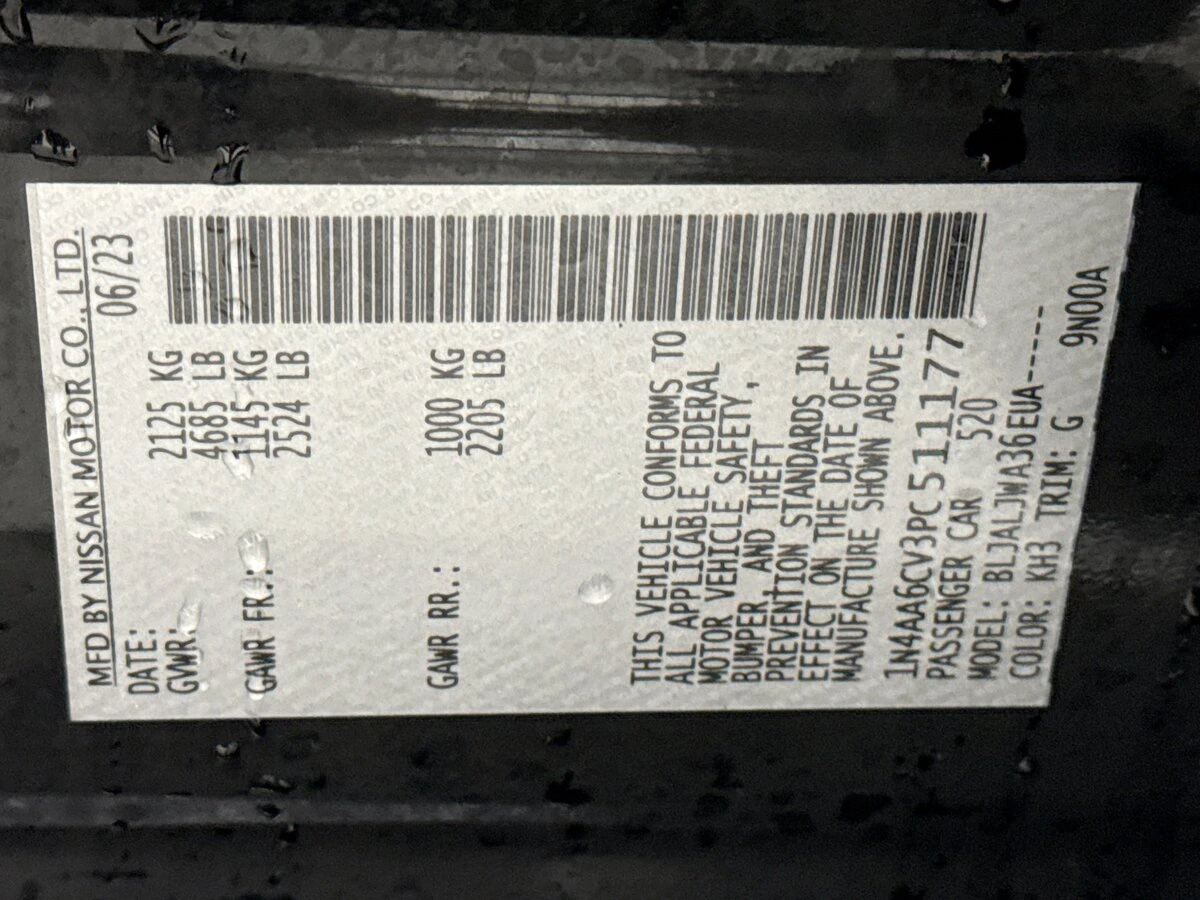 MFD BY NISSAN MOTOR CO., LTD.
DATE: 06/23
GVWR: 2125 KG
4685 LB
GAWR FR.: 1145 KG
2524 LB
GAWR RR.: 1000 KG
2205 LB
THIS VEHICLE CONFORMS TO
ALL APPLICABLE FEDERAL
MOTOR VEHICLE SAFETY,
BUMPER, AND THEFT
PREVENTION STANDARDS IN
EFFECT ON THE DATE OF
MANUFACTURE SHOWN ABOVE.
1N4AA6CV3PC511177
PASSENGER CAR 520
MODEL: BLJALJWA36EUA-----
COLOR: KH3 TRIM: G 9N00A